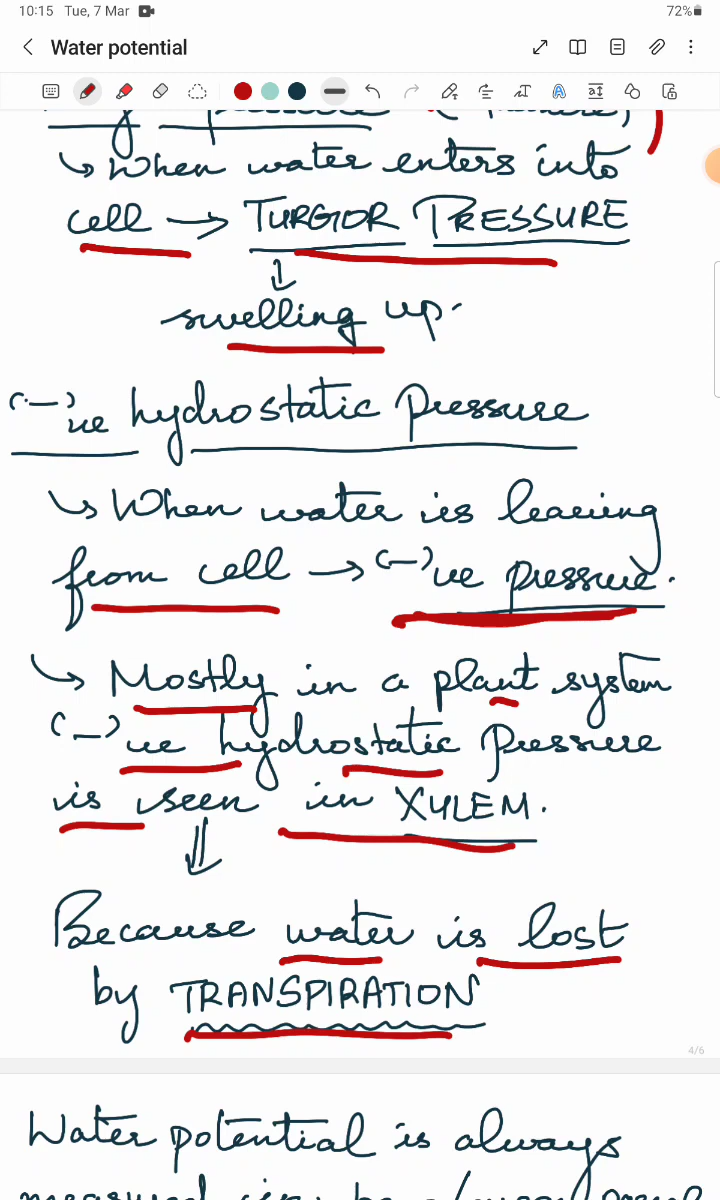 10:15 Tue, 7 Mar
72%
Water potential
When water enters into
cell → TURGOR PRESSURE
↓
swelling up.
(-)ve hydrostatic pressure
↳ When water is leaving
from cell → (-)ve pressure.
↳ Mostly in a plant system
(-)ve hydrostatic pressure
is seen in XYLEM.
⇓
Because water is lost
by TRANSPIRATION
4/6
Water potential is always